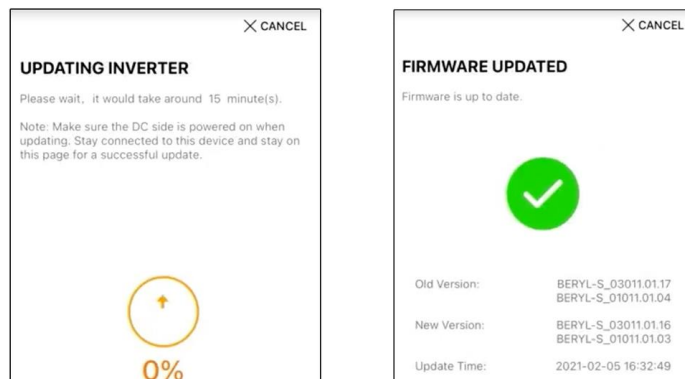 CANCEL
UPDATING INVERTER
Please wait, it would take around 15 minute(s).
Note: Make sure the DC side is powered on when
updating. Stay connected to this device and stay on
this page for a successful update.
0%
CANCEL
FIRMWARE UPDATED
Firmware is up to date.
Old Version: BERYL-S_03011.01.17
BERYL-S_01011.01.04
New Version: BERYL-S_03011.01.16
BERYL-S_01011.01.03
Update Time: 2021-02-05 16:32:49